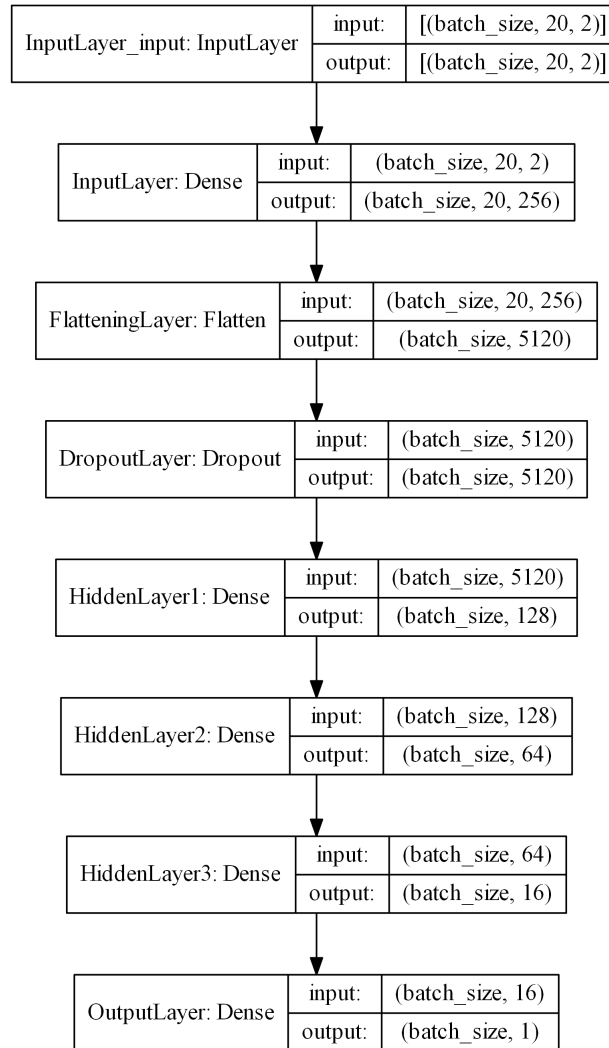 InputLayer_input: InputLayer
input: [(batch_size, 20, 2)]
output: [(batch_size, 20, 2)]
InputLayer: Dense
input: (batch_size, 20, 2)
output: (batch_size, 20, 256)
FlatteningLayer: Flatten
input: (batch_size, 20, 256)
output: (batch_size, 5120)
DropoutLayer: Dropout
input: (batch_size, 5120)
output: (batch_size, 5120)
HiddenLayer1: Dense
input: (batch_size, 5120)
output: (batch_size, 128)
HiddenLayer2: Dense
input: (batch_size, 128)
output: (batch_size, 64)
HiddenLayer3: Dense
input: (batch_size, 64)
output: (batch_size, 16)
OutputLayer: Dense
input: (batch_size, 16)
output: (batch_size, 1)